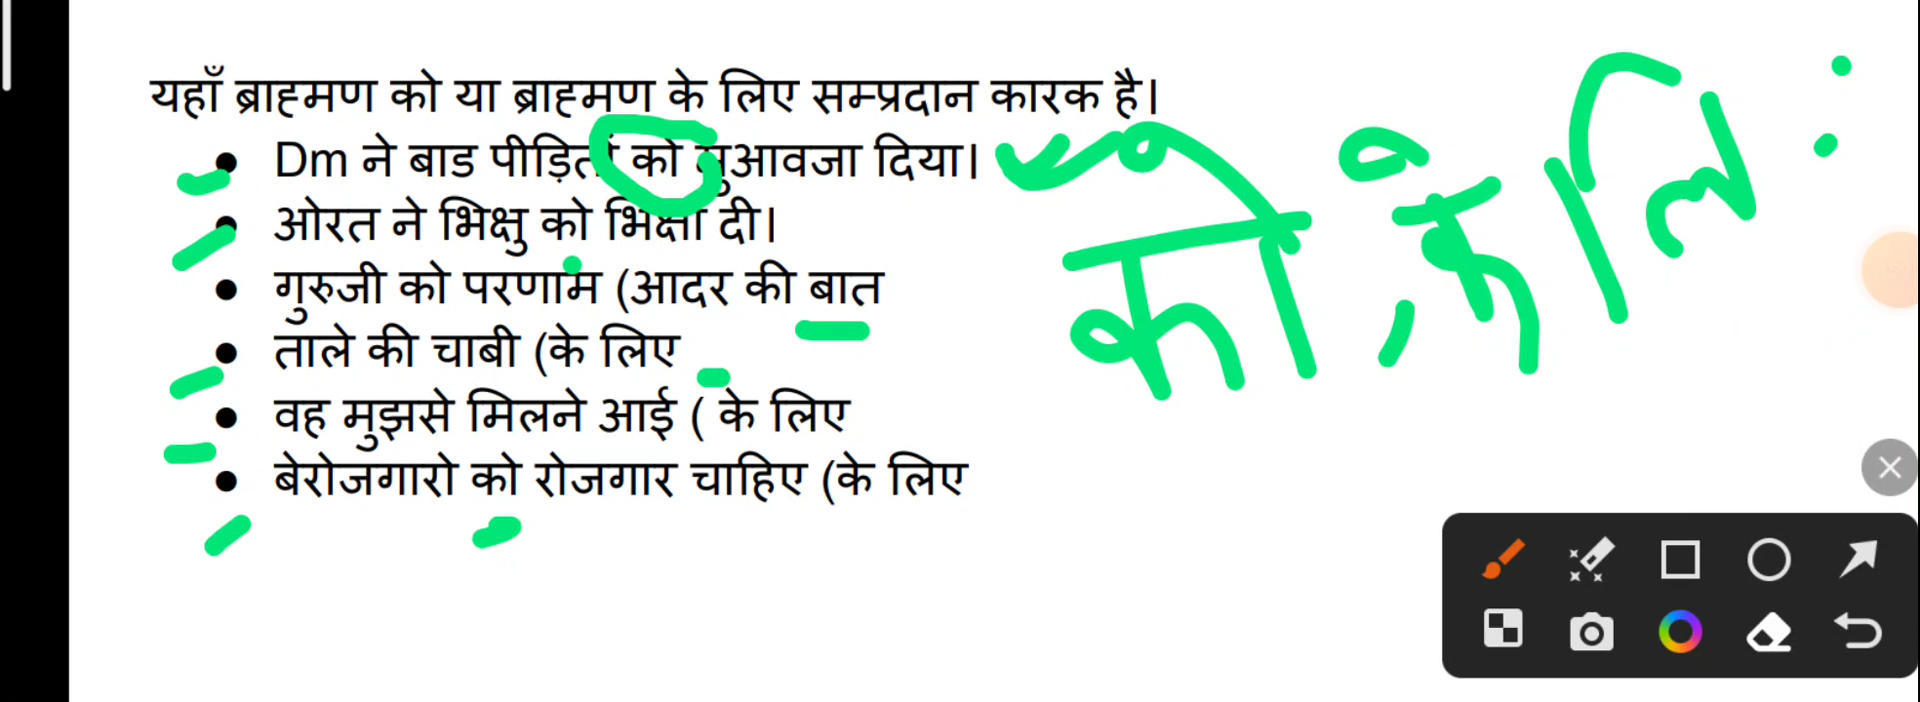 यहाँ ब्राह्मण को या ब्राह्मण के लिए सम्प्रदान कारक है।
● Dm ने बाड पीड़ितों को मुआवजा दिया।
● ओरत ने भिक्षु को भिक्षा दी।
● गुरुजी को परणाम (आदर की बात
● ताले की चाबी (के लिए
● वह मुझसे मिलने आई ( के लिए
● बेरोजगारो को रोजगार चाहिए (के लिए
को, के लि